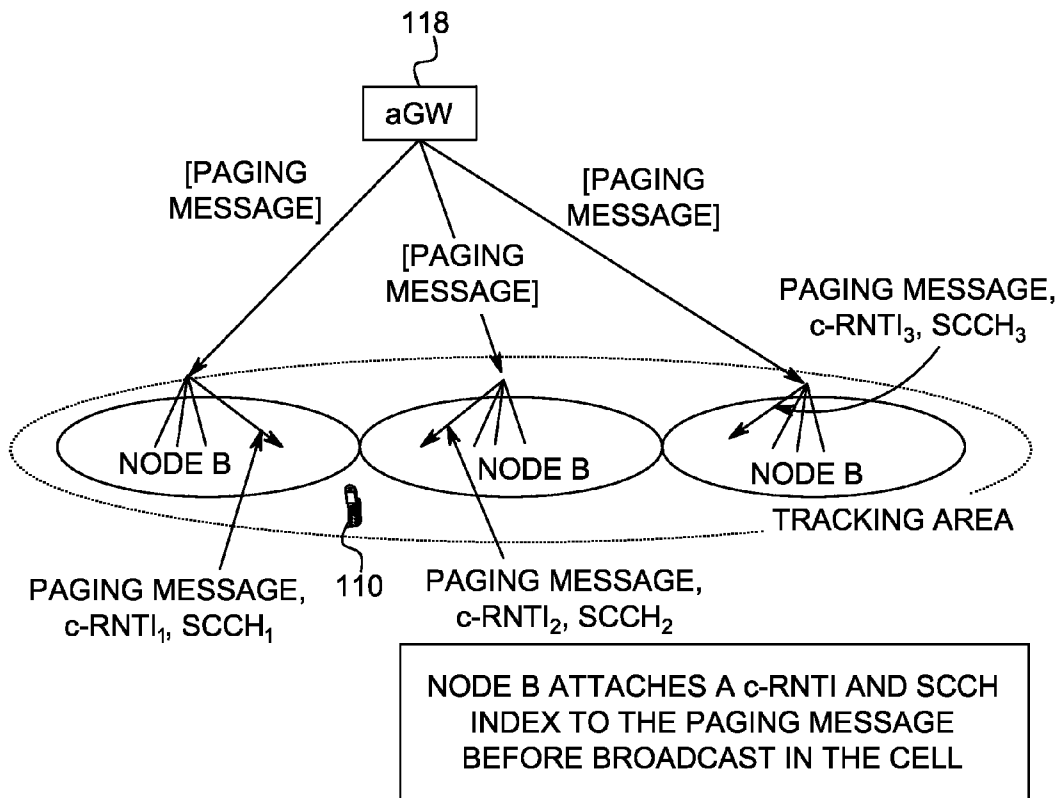 118
aGW
[PAGING
MESSAGE]
[PAGING
MESSAGE]
[PAGING
MESSAGE]
PAGING MESSAGE,
c-RNTI₃, SCCH₃
NODE B
NODE B
NODE B
TRACKING AREA
110
PAGING MESSAGE,
c-RNTI₁, SCCH₁
PAGING MESSAGE,
c-RNTI₂, SCCH₂
NODE B ATTACHES A c-RNTI AND SCCH
INDEX TO THE PAGING MESSAGE
BEFORE BROADCAST IN THE CELL